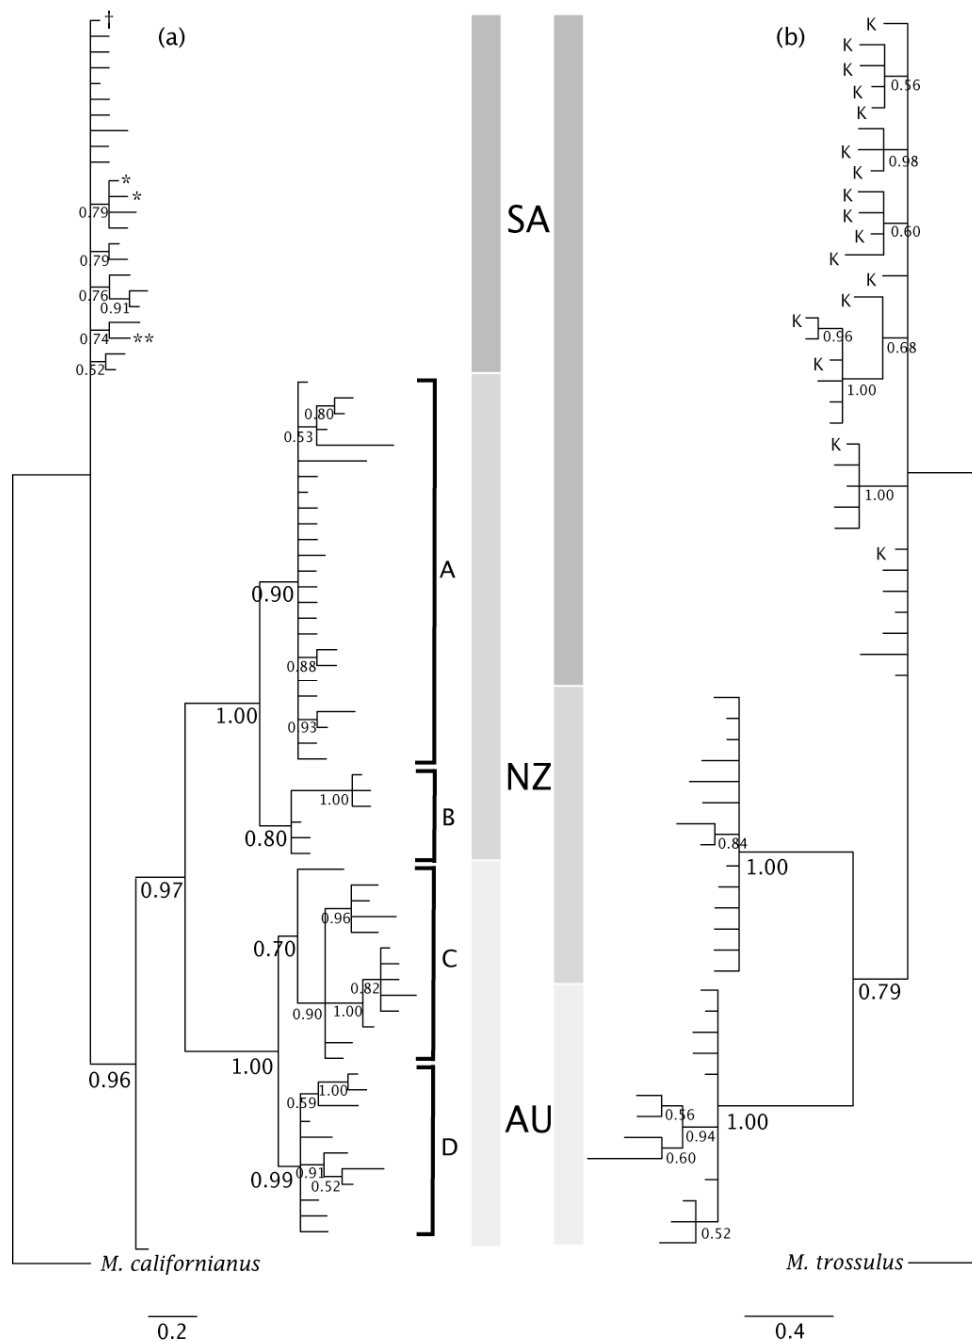 †
(a)
(b)
K
K
K
0.56
K
K
*
K
0.98
K
*
0.79
K
K
SA
0.60
K
K
0.79
K
0.76
0.91
K
K
0.74
**
0.96
0.68
0.52
K
1.00
0.80
0.53
K
1.00
K
A
0.90
0.88
1.00
0.93
NZ
1.00
B
0.80
0.84
1.00
0.97
0.96
0.70
C
0.82
0.90
1.00
0.79
1.00
0.96
0.59
1.00
AU
0.56
1.00
0.94
D
0.91
0.60
0.99
0.52
0.52
M. californianus
M. trossulus
0.2
0.4